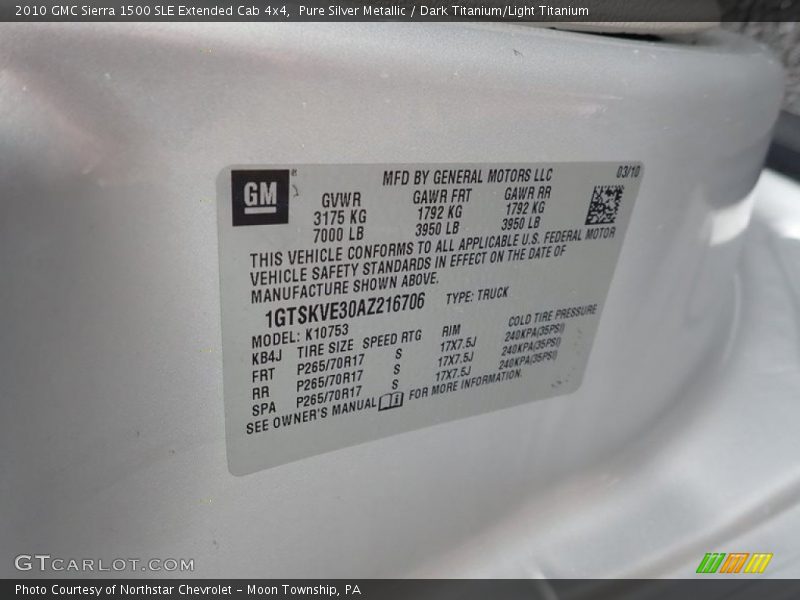 2010 GMC Sierra 1500 SLE Extended Cab 4x4, Pure Silver Metallic / Dark Titanium/Light Titanium
GM®
MFD BY GENERAL MOTORS LLC 03/10
GVWR GAWR FRT GAWR RR
3175 KG 1792 KG 1792 KG
7000 LB 3950 LB 3950 LB
THIS VEHICLE CONFORMS TO ALL APPLICABLE U.S. FEDERAL MOTOR
VEHICLE SAFETY STANDARDS IN EFFECT ON THE DATE OF
MANUFACTURE SHOWN ABOVE.
1GTSKVE30AZ216706 TYPE: TRUCK
MODEL: K10753
KB4J TIRE SIZE SPEED RTG RIM COLD TIRE PRESSURE
FRT P265/70R17 S 17X7.5J 240KPA(35PSI)
RR P265/70R17 S 17X7.5J 240KPA(35PSI)
SPA P265/70R17 S 17X7.5J 240KPA(35PSI)
SEE OWNER'S MANUAL FOR MORE INFORMATION.
GTCARLOT.COM
Photo Courtesy of Northstar Chevrolet - Moon Township, PA